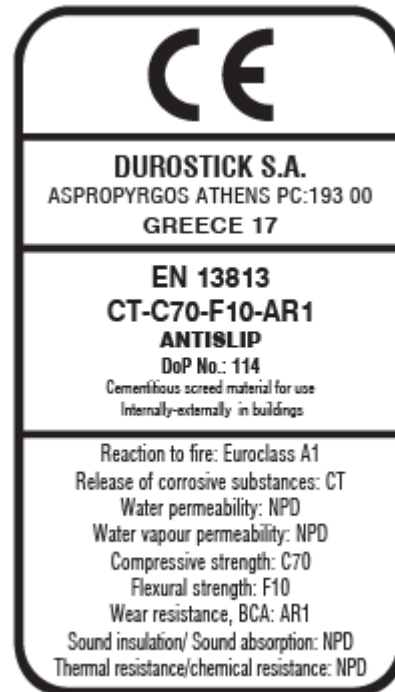 CE
DUROSTICK S.A.
ASPROPYRGOS ATHENS PC:193 00
GREECE 17
EN 13813
CT-C70-F10-AR1
ANTISLIP
DoP No.: 114
Cementitious screed material for use
Internally-externally in buildings
Reaction to fire: Euroclass A1
Release of corrosive substances: CT
Water permeability: NPD
Water vapour permeability: NPD
Compressive strength: C70
Flexural strength: F10
Wear resistance, BCA: AR1
Sound insulation/ Sound absorption: NPD
Thermal resistance/chemical resistance: NPD